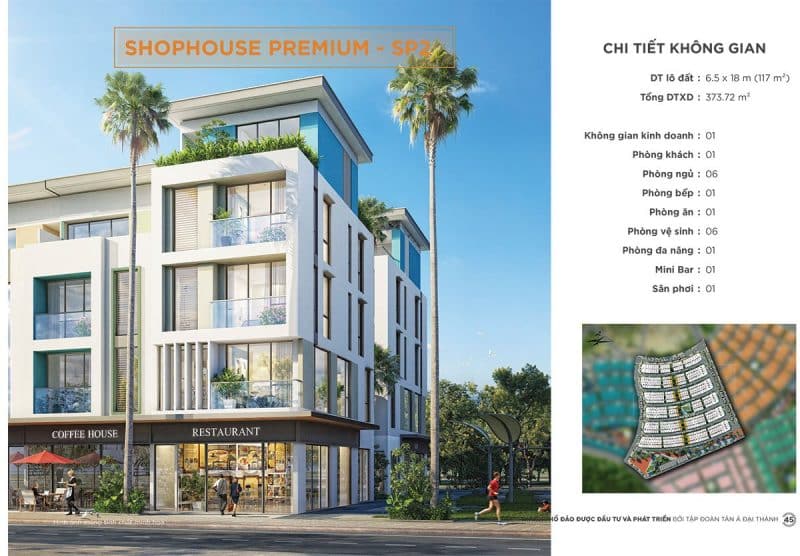 SHOPHOUSE PREMIUM - SP2
COFFEE HOUSE
RESTAURANT
CHI TIẾT KHÔNG GIAN
DT lô đất : 6.5 x 18 m (117 m²)
Tổng DTXD : 373.72 m²
Không gian kinh doanh : 01
Phòng khách : 01
Phòng ngủ : 06
Phòng bếp : 01
Phòng ăn : 01
Phòng vệ sinh : 06
Phòng đa năng : 01
Mini Bar : 01
Sân phơi : 01
ĐẢO ĐƯỢC ĐẦU TƯ VÀ PHÁT TRIỂN BỞI TẬP ĐOÀN TÂN Á ĐẠI THÀNH 45